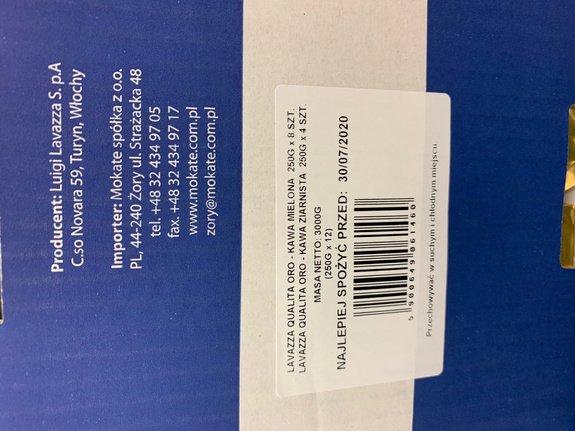 Producent: Luigi Lavazza S. p.A
C.so Novara 59, Turyn, Włochy
Importer: Mokate spółka z o.o.
PL, 44-240 Żory ul. Strażacka 48
tel. +48 32 434 97 05
fax. +48 32 434 97 17
www.mokate.com.pl
zory@mokate.com.pl
LAVAZZA QUALITA ORO - KAWA MIELONA 250G x 8 SZT.
LAVAZZA QUALITA ORO - KAWA ZIARNISTA 250G x 4 SZT.
MASA NETTO: 3000G
(250G x 12)
NAJLEPIEJ SPOŻYĆ PRZED: 30/07/2020
5 900649 061460
Przechowywać w suchym i chłodnym miejscu.